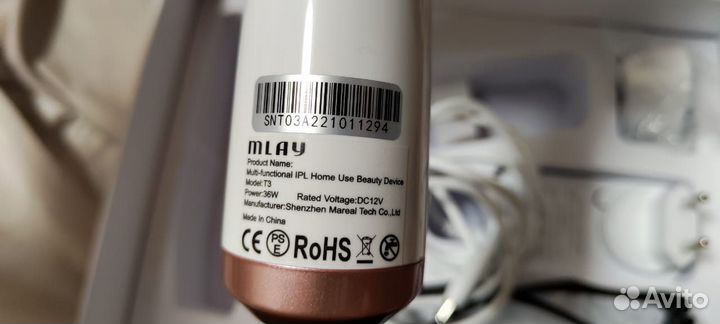 SNT03A221011294
MLAY
Product Name:
Multi-functional IPL Home Use Beauty Device
Model:T3
Power:36W Rated Voltage:DC12V
Manufacturer:Shenzhen Mareal Tech Co.,Ltd
Made In China
CE PS E RoHS
Avito